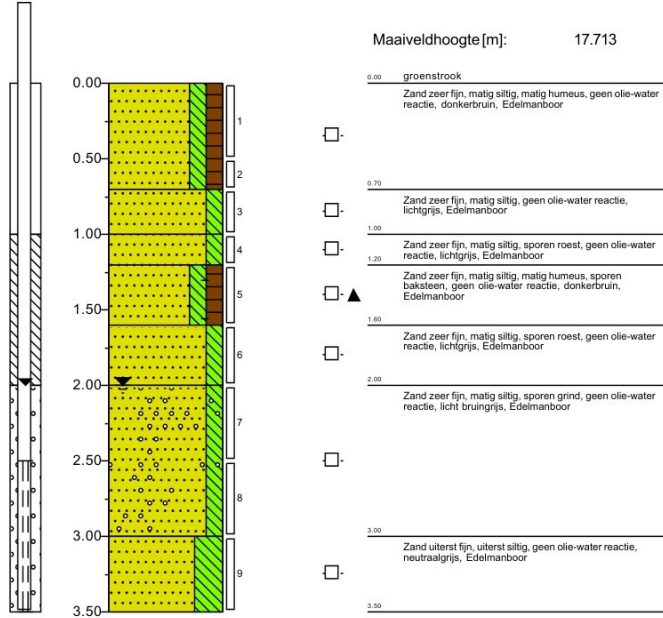 Maaiveldhoogte [m]: 17.713
0.00
0.50
1.00
1.50
2.00
2.50
3.00
3.50
1
2
3
4
5
6
7
8
9
0.00 groenstrook
Zand zeer fijn, matig siltig, matig humeus, geen olie-water
reactie, donkerbruin, Edelmanboor
0.70
Zand zeer fijn, matig siltig, geen olie-water reactie,
lichtgrijs, Edelmanboor
1.00
Zand zeer fijn, matig siltig, sporen roest, geen olie-water
reactie, lichtgrijs, Edelmanboor
1.20
Zand zeer fijn, matig siltig, matig humeus, sporen
baksteen, geen olie-water reactie, donkerbruin,
Edelmanboor
1.60
Zand zeer fijn, matig siltig, sporen roest, geen olie-water
reactie, lichtgrijs, Edelmanboor
2.00
Zand zeer fijn, matig siltig, sporen grind, geen olie-water
reactie, licht bruingrijs, Edelmanboor
3.00
Zand uiterst fijn, uiterst siltig, geen olie-water reactie,
neutraalgrijs, Edelmanboor
3.50